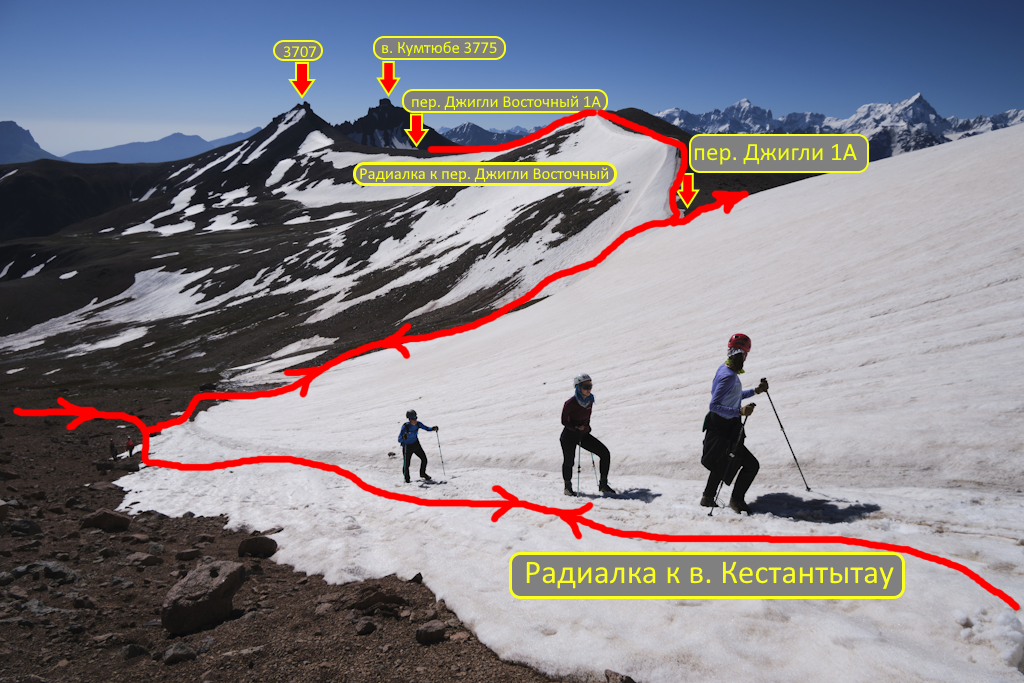 3707
в. Кумтюбе 3775
пер. Джигли Восточный 1А
Радиалка к пер. Джигли Восточный
пер. Джигли 1А
Радиалка к в. Кестантытау